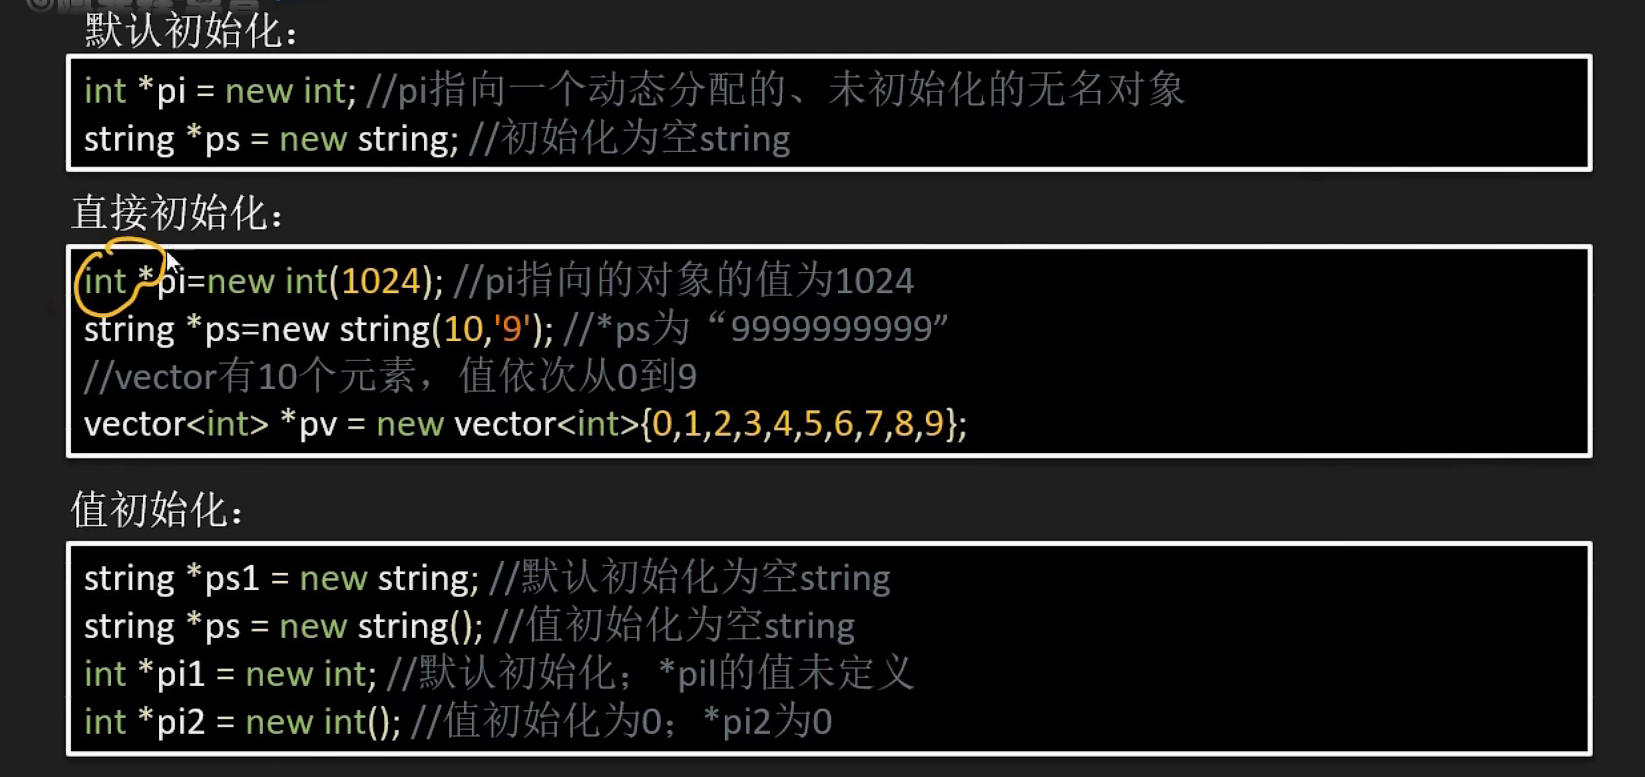 默认初始化：
int *pi = new int; //pi指向一个动态分配的、未初始化的无名对象
string *ps = new string; //初始化为空string
直接初始化：
int *pi=new int(1024); //pi指向的对象的值为1024
string *ps=new string(10,'9'); //*ps为“9999999999”
//vector有10个元素，值依次从0到9
vector<int> *pv = new vector<int>{0,1,2,3,4,5,6,7,8,9};
值初始化：
string *ps1 = new string; //默认初始化为空string
string *ps = new string(); //值初始化为空string
int *pi1 = new int; //默认初始化；*pil的值未定义
int *pi2 = new int(); //值初始化为0；*pi2为0